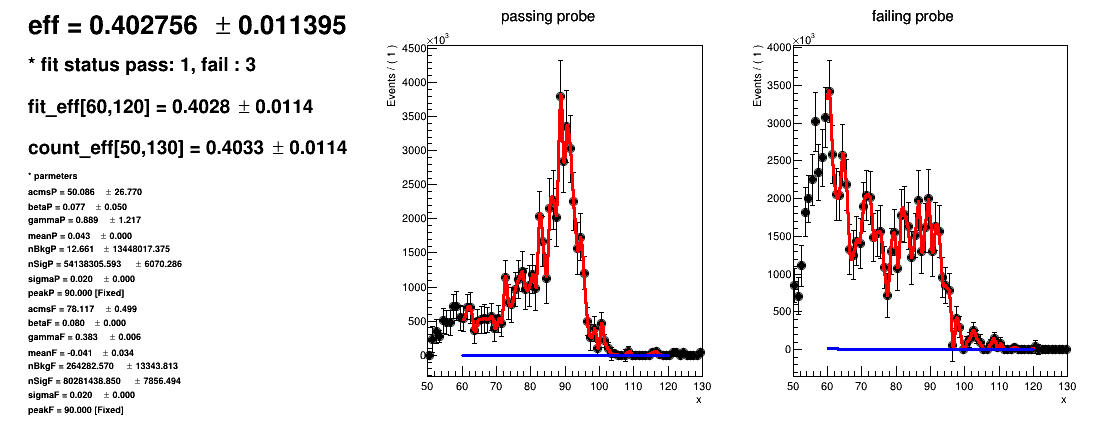 eff = 0.402756 ± 0.011395
* fit status pass: 1, fail : 3
fit_eff[60,120] = 0.4028 ± 0.0114
count_eff[50,130] = 0.4033 ± 0.0114
* parmeters
acmsP = 50.086 ± 26.770
betaP = 0.077 ± 0.050
gammaP = 0.889 ± 1.217
meanP = 0.043 ± 0.000
nBkgP = 12.661 ± 13448017.375
nSigP = 54138305.593 ± 6070.286
sigmaP = 0.020 ± 0.000
peakP = 90.000 [Fixed]
acmsF = 78.117 ± 0.499
betaF = 0.080 ± 0.000
gammaF = 0.383 ± 0.006
meanF = -0.041 ± 0.034
nBkgF = 264282.570 ± 13343.813
nSigF = 80281438.850 ± 7856.494
sigmaF = 0.020 ± 0.000
peakF = 90.000 [Fixed]
passing probe
×10³
Events / ( 1 )
4500
4000
3500
3000
2500
2000
1500
1000
500
0
50 60 70 80 90 100 110 120 130
x
failing probe
×10³
Events / ( 1 )
4000
3500
3000
2500
2000
1500
1000
500
0
50 60 70 80 90 100 110 120 130
x